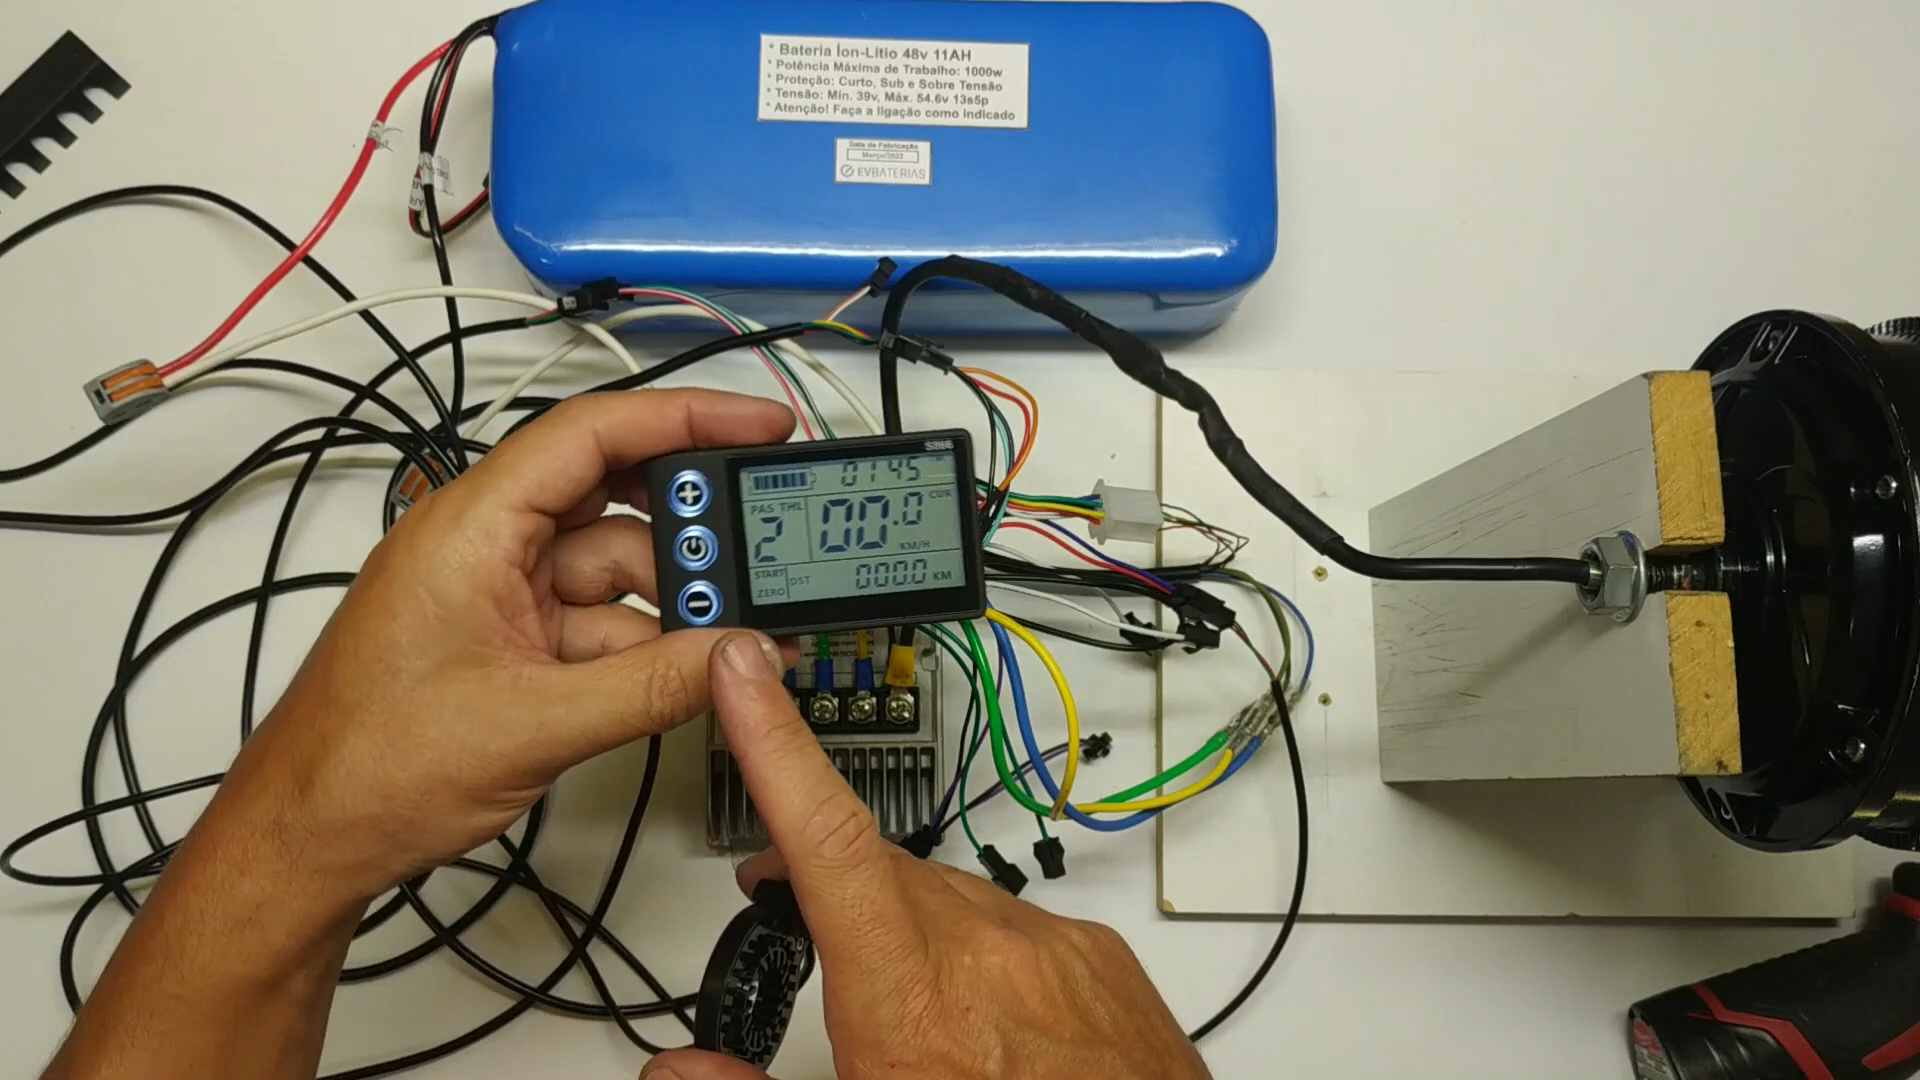 * Bateria Íon-Lítio 48v 11AH
* Potência Máxima de Trabalho: 1000w
* Proteção: Curto, Sub e Sobre Tensão
* Tensão: Mín. 39v, Máx. 54.6v 13s5p
* Atenção! Faça a ligação como indicado
Data de Fabricação
Março/2022
EVBATERIAS
S866
0145
PAS THL
2
00.0
CUR
KM/H
START
ZERO
DST
000.0 KM